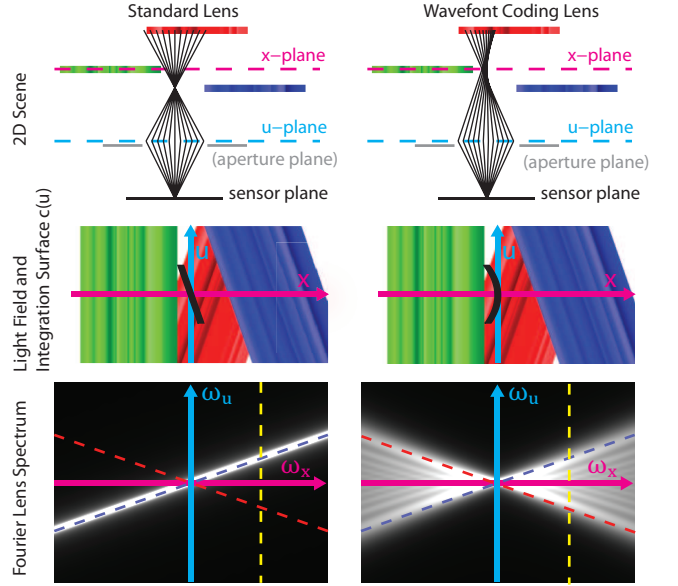 Standard Lens
Wavefont Coding Lens
2D Scene
x-plane
u-plane
(aperture plane)
sensor plane
x-plane
u-plane
(aperture plane)
sensor plane
Light Field and
Integration Surface c(u)
u
x
u
x
Fourier Lens Spectrum
ωu
ωx
ωu
ωx